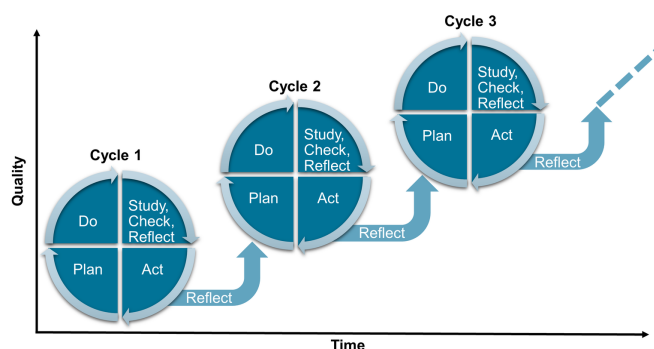 Cycle 3
Do
Study,
Check,
Reflect
Plan
Act
Reflect
Cycle 2
Do
Study,
Check,
Reflect
Plan
Act
Reflect
Cycle 1
Do
Study,
Check,
Reflect
Plan
Act
Reflect
Quality
Time